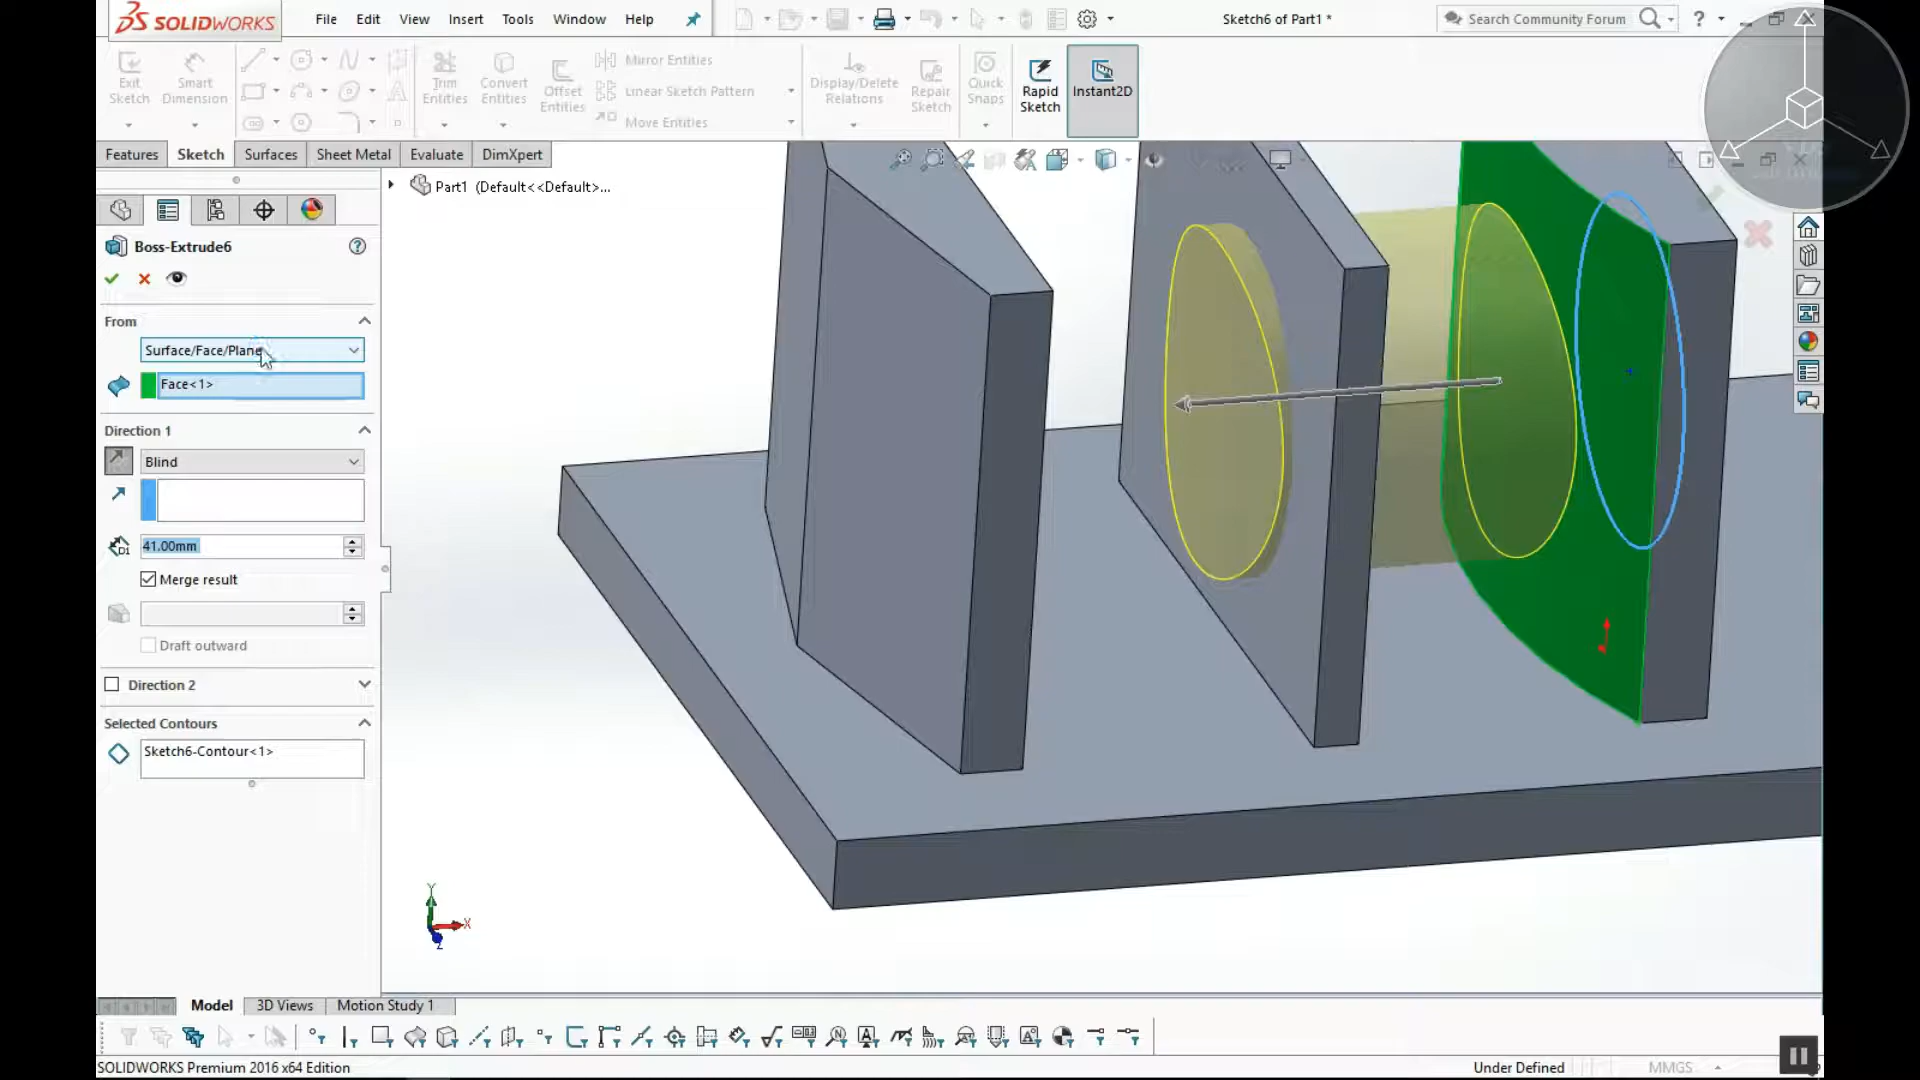 SOLIDWORKS
File Edit View Insert Tools Window Help
Sketch6 of Part1 *
Search Community Forum
Exit Sketch
Smart Dimension
Trim Entities
Convert Entities
Offset Entities
Mirror Entities
Linear Sketch Pattern
Move Entities
Display/Delete Relations
Repair Sketch
Quick Snaps
Rapid Sketch
Instant2D
Features Sketch Surfaces Sheet Metal Evaluate DimXpert
Part1 (Default<<Default>...
Boss-Extrude6
From
Surface/Face/Plane
Face<1>
Direction 1
Blind
D1
41.00mm
Merge result
Draft outward
Direction 2
Selected Contours
Sketch6-Contour<1>
Y
X
Z
Model 3D Views Motion Study 1
SOLIDWORKS Premium 2016 x64 Edition
Under Defined
MMGS